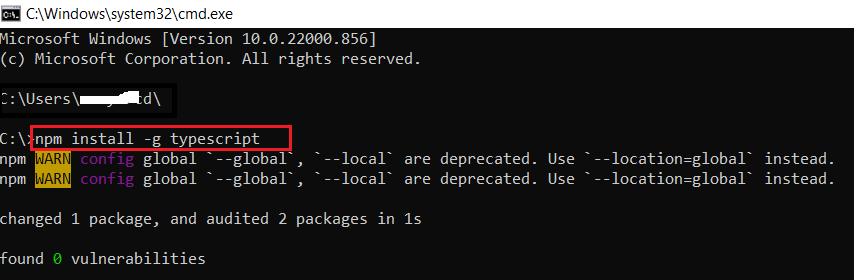 C:\Windows\system32\cmd.exe
Microsoft Windows [Version 10.0.22000.856]
(c) Microsoft Corporation. All rights reserved.
C:\Users\cd\
C:\>npm install -g typescript
npm WARN config global `--global`, `--local` are deprecated. Use `--location=global` instead.
npm WARN config global `--global`, `--local` are deprecated. Use `--location=global` instead.
changed 1 package, and audited 2 packages in 1s
found 0 vulnerabilities